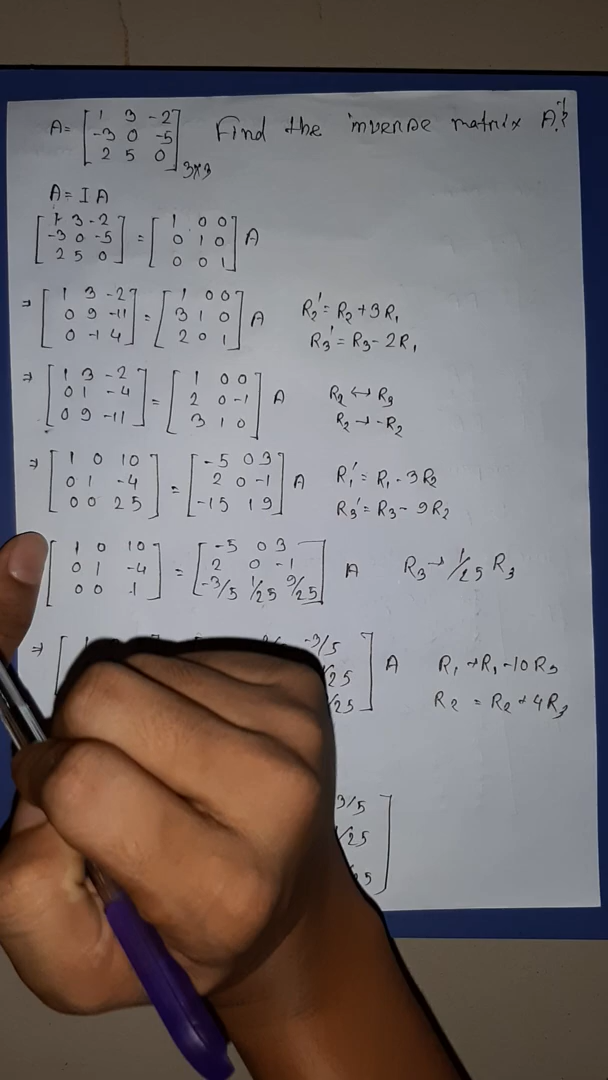 A= [ 1 3 -2
-3 0 -5
2 5 0 ] 3x3 Find the inverse matrix A⁻¹?
A = I A
[ 1 3 -2
-3 0 -5
2 5 0 ] = [ 1 0 0
0 1 0
0 0 1 ] A
⇒ [ 1 3 -2
0 9 -11
0 -1 4 ] = [ 1 0 0
3 1 0
2 0 1 ] A R₂' = R₂ + 3R₁
R₃' = R₃ - 2R₁
⇒ [ 1 3 -2
0 1 -4
0 9 -11 ] = [ 1 0 0
2 0 -1
3 1 0 ] A R₂ ↔ R₃
R₂ → -R₂
⇒ [ 1 0 10
0 1 -4
0 0 25 ] = [ -5 0 3
2 0 -1
-15 1 9 ] A R₁' = R₁ - 3R₂
R₃' = R₃ - 9R₂
[ 1 0 10
0 1 -4
0 0 1 ] = [ -5 0 3
2 0 -1
-3/5 1/25 9/25 ] A R₃ → 1/25 R₃
⇒ [ -3/5
/25
/25 ] A R₁ → R₁ - 10R₃
R₂ = R₂ + 4R₃
3/5
/25
]